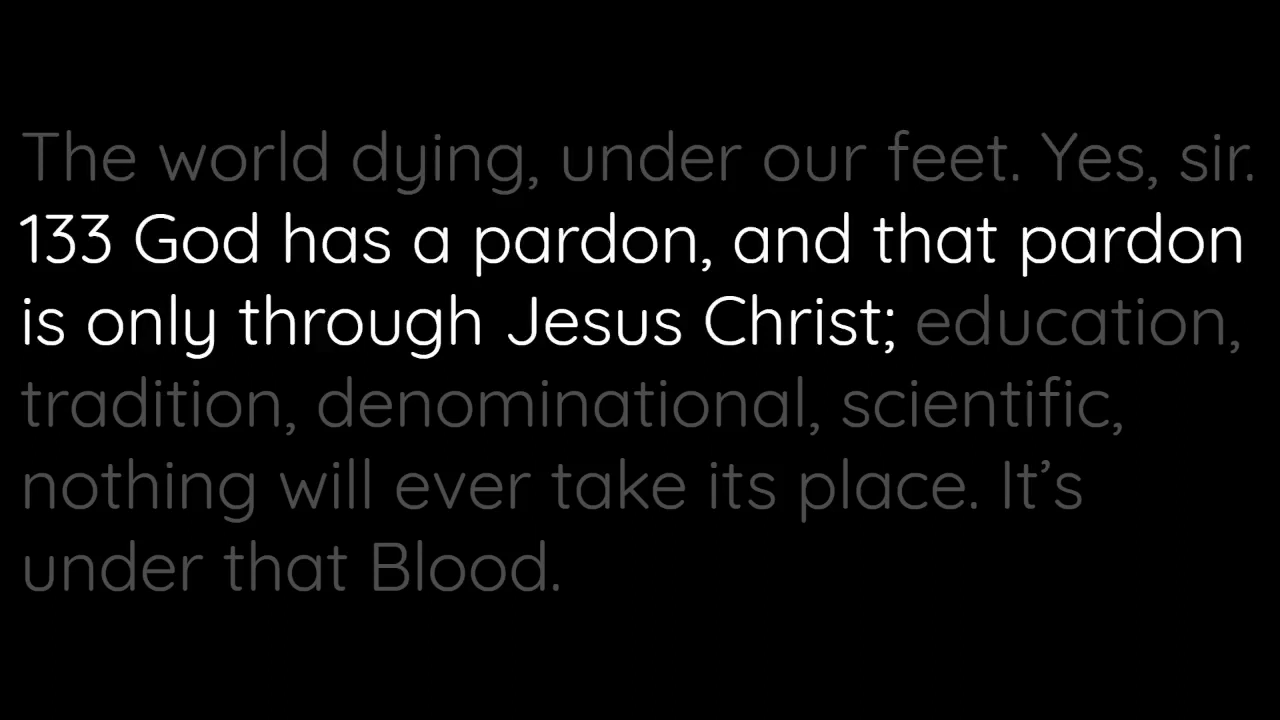 The world dying, under our feet. Yes, sir.
133 God has a pardon, and that pardon
is only through Jesus Christ; education,
tradition, denominational, scientific,
nothing will ever take its place. It’s
under that Blood.